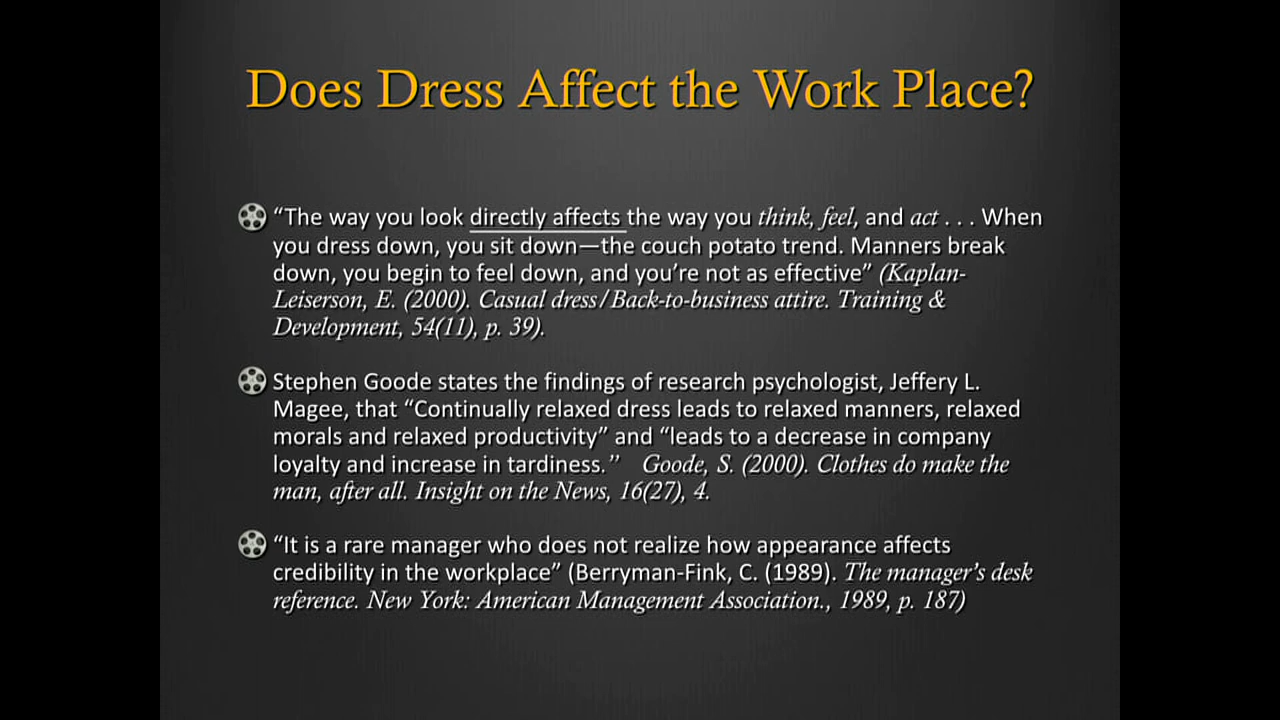 Does Dress Affect the Work Place?
“The way you look directly affects the way you think, feel, and act . . . When
you dress down, you sit down—the couch potato trend. Manners break
down, you begin to feel down, and you’re not as effective” (Kaplan-
Leiserson, E. (2000). Casual dress/Back-to-business attire. Training &
Development, 54(11), p. 39).
Stephen Goode states the findings of research psychologist, Jeffery L.
Magee, that “Continually relaxed dress leads to relaxed manners, relaxed
morals and relaxed productivity” and “leads to a decrease in company
loyalty and increase in tardiness.” Goode, S. (2000). Clothes do make the
man, after all. Insight on the News, 16(27), 4.
“It is a rare manager who does not realize how appearance affects
credibility in the workplace” (Berryman-Fink, C. (1989). The manager’s desk
reference. New York: American Management Association., 1989, p. 187)